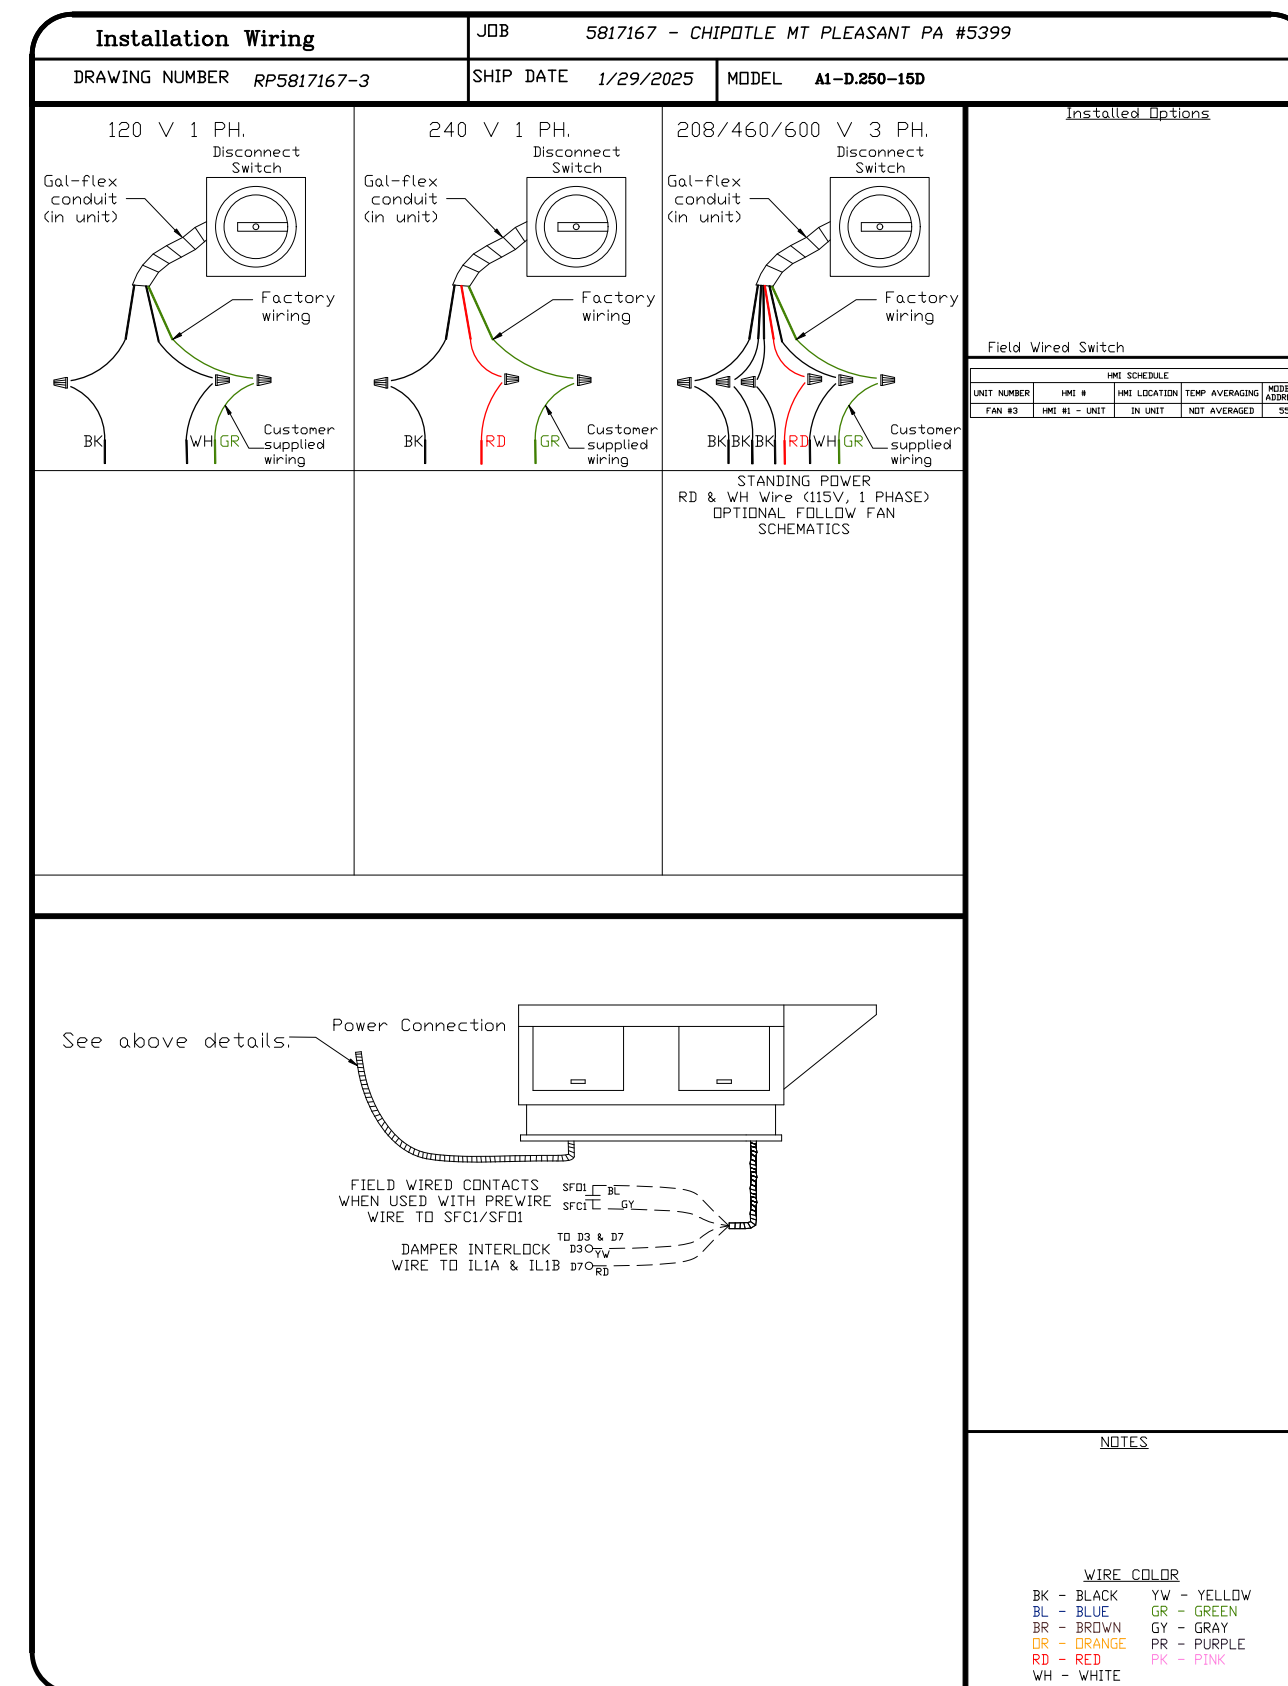 Installation Wiring
JOB 5817167 - CHIPOTLE MT PLEASANT PA #5399
DRAWING NUMBER RP5817167-3
SHIP DATE 1/29/2025
MODEL A1-D.250-15D
120 V 1 PH.
Disconnect
Switch
Gal-flex
conduit
(in unit)
Factory
wiring
BK
WH
GR
Customer
supplied
wiring
240 V 1 PH.
Disconnect
Switch
Gal-flex
conduit
(in unit)
Factory
wiring
BK
RD
GR
Customer
supplied
wiring
208/460/600 V 3 PH.
Disconnect
Switch
Gal-flex
conduit
(in unit)
Factory
wiring
BK
BK
BK
RD
WH
GR
Customer
supplied
wiring
STANDING POWER
RD & WH Wire (115V, 1 PHASE)
OPTIONAL FOLLOW FAN
SCHEMATICS
Installed Options
Field Wired Switch
HMI SCHEDULE
UNIT NUMBER HMI # HMI LOCATION TEMP AVERAGING
FAN #3 HMI #1 - UNIT IN UNIT NOT AVERAGED 55
See above details.
Power Connection
FIELD WIRED CONTACTS
WHEN USED WITH PREWIRE
WIRE TO SFC1/SFO1
SFO1
BL
SFC1
GY
TO D3 & D7
DAMPER INTERLOCK
WIRE TO IL1A & IL1B
D3
YW
D7
RD
NOTES
WIRE COLOR
BK - BLACK YW - YELLOW
BL - BLUE GR - GREEN
BR - BROWN GY - GRAY
OR - ORANGE PR - PURPLE
RD - RED PK - PINK
WH - WHITE